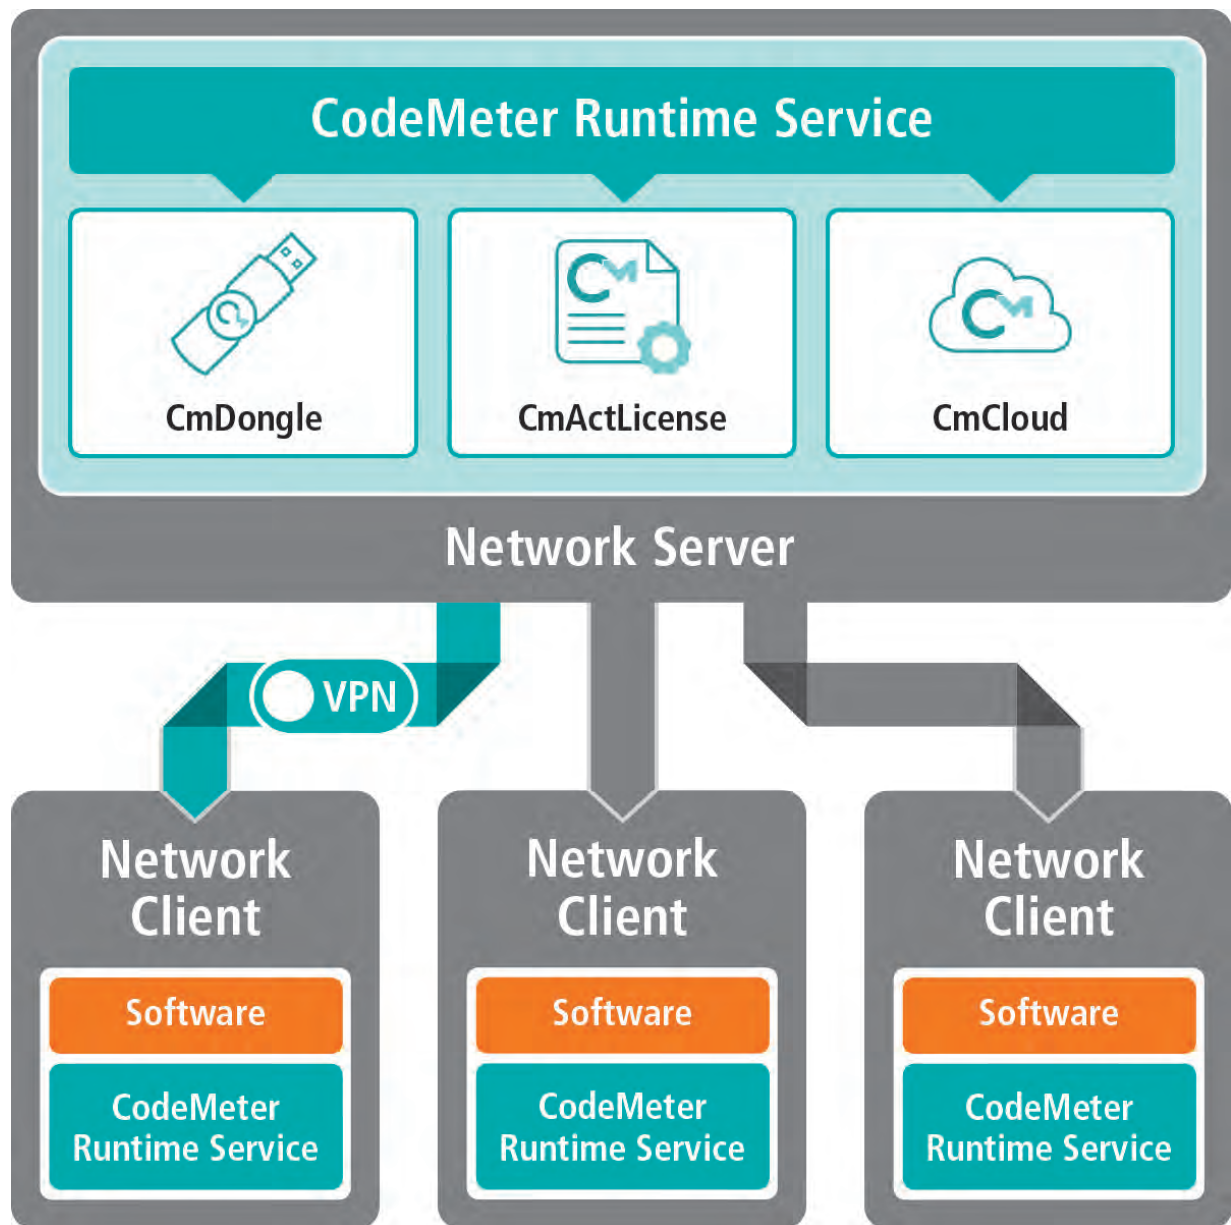 CodeMeter Runtime Service
CmDongle
CmActLicense
CmCloud
Network Server
VPN
Network
Client
Software
CodeMeter
Runtime Service
Network
Client
Software
CodeMeter
Runtime Service
Network
Client
Software
CodeMeter
Runtime Service